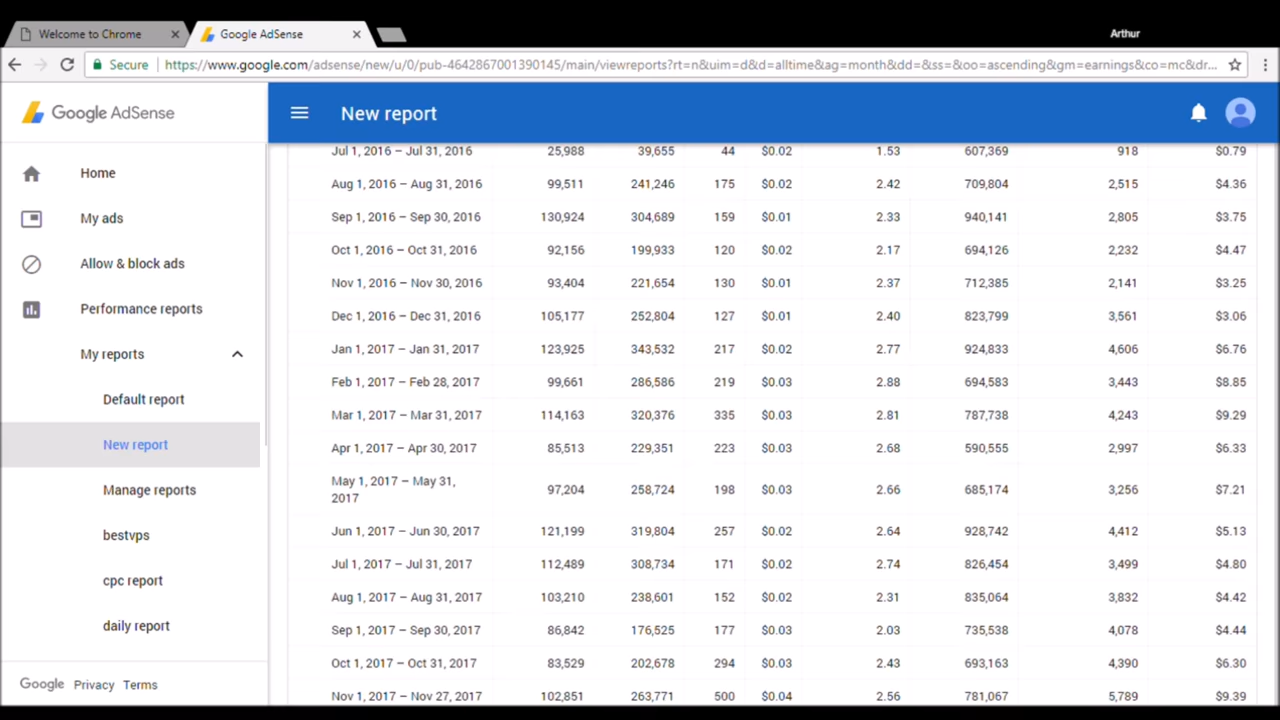 Welcome to Chrome
Google AdSense
Arthur
Secure
https://www.google.com/adsense/new/u/0/pub-4642867001390145/main/viewreports?rt=n&uim=d&d=alltime&ag=month&dd=&ss=&oo=ascending&gm=earnings&co=mc&dr...
Google AdSense
New report
Home
My ads
Allow & block ads
Performance reports
My reports
Default report
New report
Manage reports
bestvps
cpc report
daily report
Google Privacy Terms
Jul 1, 2016 – Jul 31, 2016 25,988 39,655 44 $0.02 1.53 607,369 918 $0.79
Aug 1, 2016 – Aug 31, 2016 99,511 241,246 175 $0.02 2.42 709,804 2,515 $4.36
Sep 1, 2016 – Sep 30, 2016 130,924 304,689 159 $0.01 2.33 940,141 2,805 $3.75
Oct 1, 2016 – Oct 31, 2016 92,156 199,933 120 $0.02 2.17 694,126 2,232 $4.47
Nov 1, 2016 – Nov 30, 2016 93,404 221,654 130 $0.01 2.37 712,385 2,141 $3.25
Dec 1, 2016 – Dec 31, 2016 105,177 252,804 127 $0.01 2.40 823,799 3,561 $3.06
Jan 1, 2017 – Jan 31, 2017 123,925 343,532 217 $0.02 2.77 924,833 4,606 $6.76
Feb 1, 2017 – Feb 28, 2017 99,661 286,586 219 $0.03 2.88 694,583 3,443 $8.85
Mar 1, 2017 – Mar 31, 2017 114,163 320,376 335 $0.03 2.81 787,738 4,243 $9.29
Apr 1, 2017 – Apr 30, 2017 85,513 229,351 223 $0.03 2.68 590,555 2,997 $6.33
May 1, 2017 – May 31,
2017 97,204 258,724 198 $0.03 2.66 685,174 3,256 $7.21
Jun 1, 2017 – Jun 30, 2017 121,199 319,804 257 $0.02 2.64 928,742 4,412 $5.13
Jul 1, 2017 – Jul 31, 2017 112,489 308,734 171 $0.02 2.74 826,454 3,499 $4.80
Aug 1, 2017 – Aug 31, 2017 103,210 238,601 152 $0.02 2.31 835,064 3,832 $4.42
Sep 1, 2017 – Sep 30, 2017 86,842 176,525 177 $0.03 2.03 735,538 4,078 $4.44
Oct 1, 2017 – Oct 31, 2017 83,529 202,678 294 $0.03 2.43 693,163 4,390 $6.30
Nov 1, 2017 – Nov 27, 2017 102,851 263,771 500 $0.04 2.56 781,067 5,789 $9.39